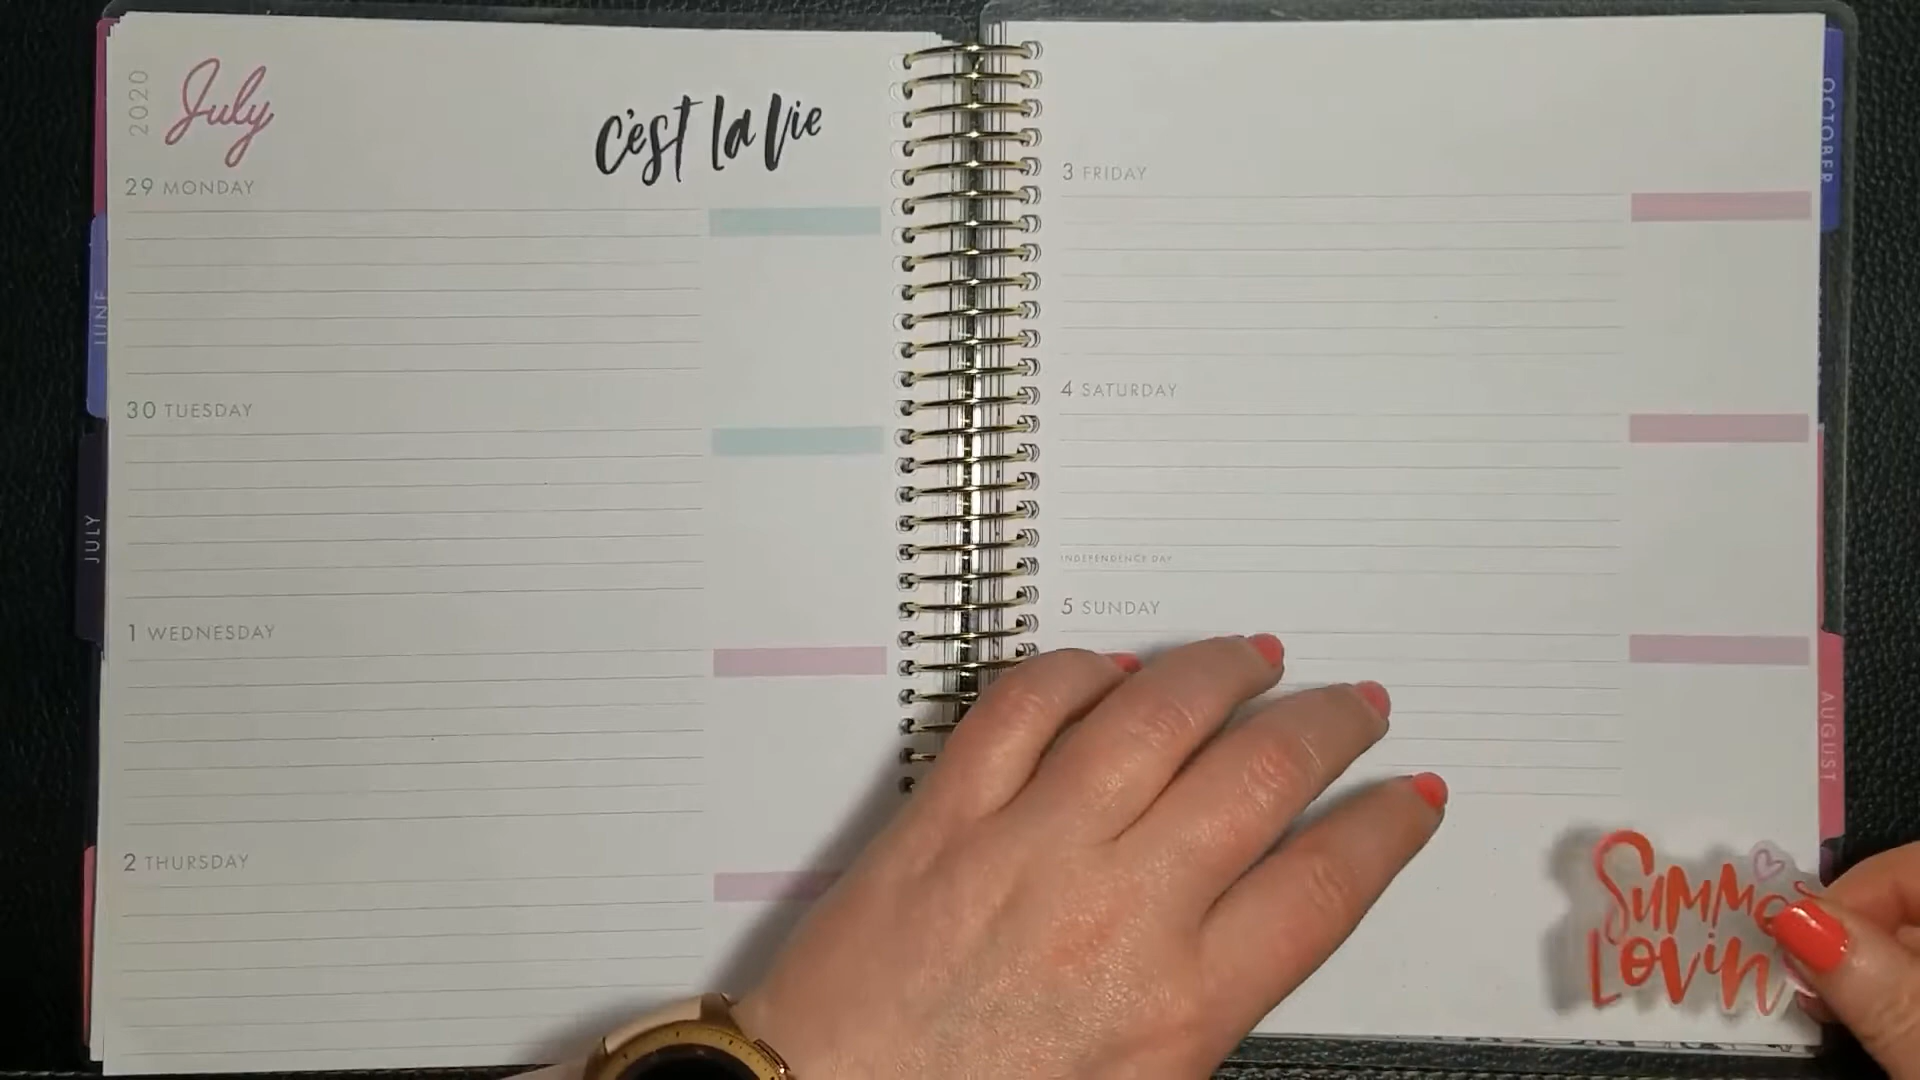 2020
July
c'est la vie
29 MONDAY
30 TUESDAY
1 WEDNESDAY
2 THURSDAY
3 FRIDAY
4 SATURDAY
INDEPENDENCE DAY
5 SUNDAY
JUNE
JULY
OCTOBER
AUGUST
Lovin